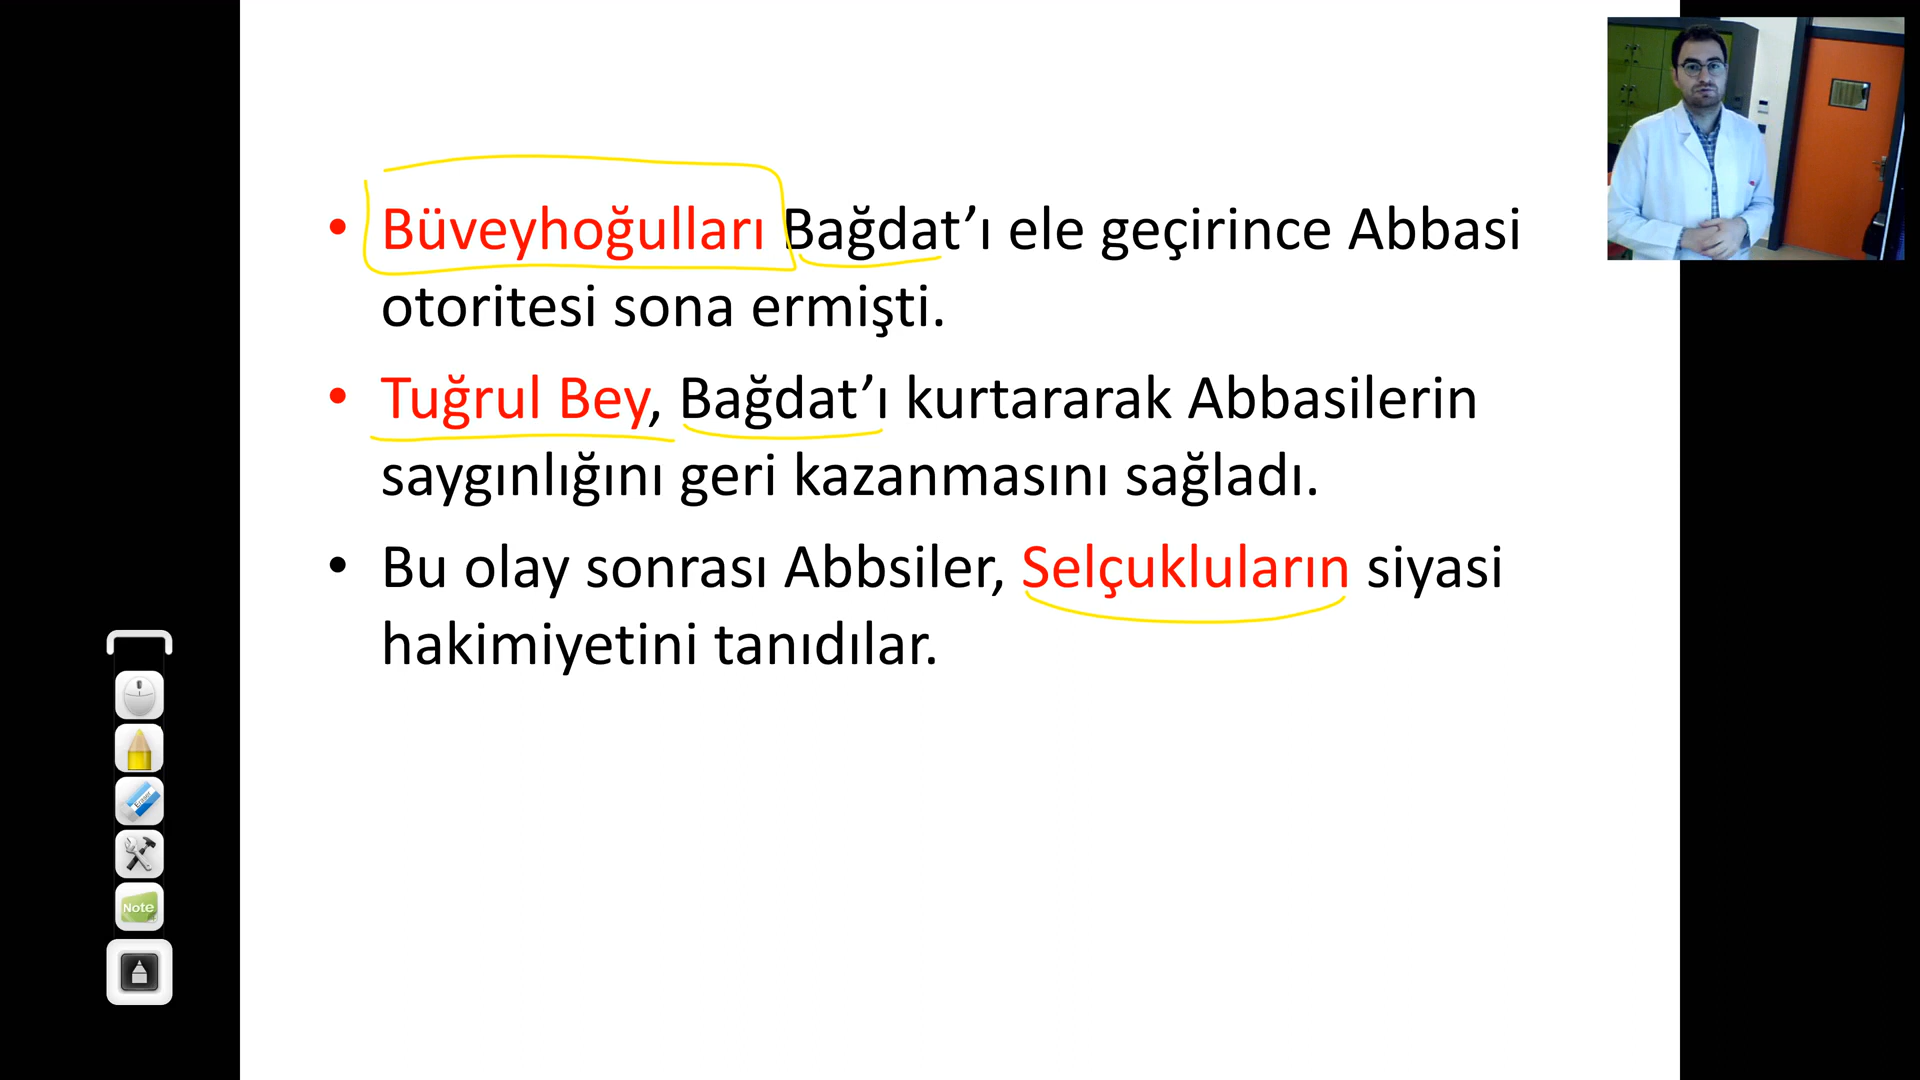 • Büveyhoğulları Bağdat’ı ele geçirince Abbasi
otoritesi sona ermişti.
• Tuğrul Bey, Bağdat’ı kurtararak Abbasilerin
saygınlığını geri kazanmasını sağladı.
• Bu olay sonrası Abbsiler, Selçukluların siyasi
hakimiyetini tanıdılar.
Eraser
Note